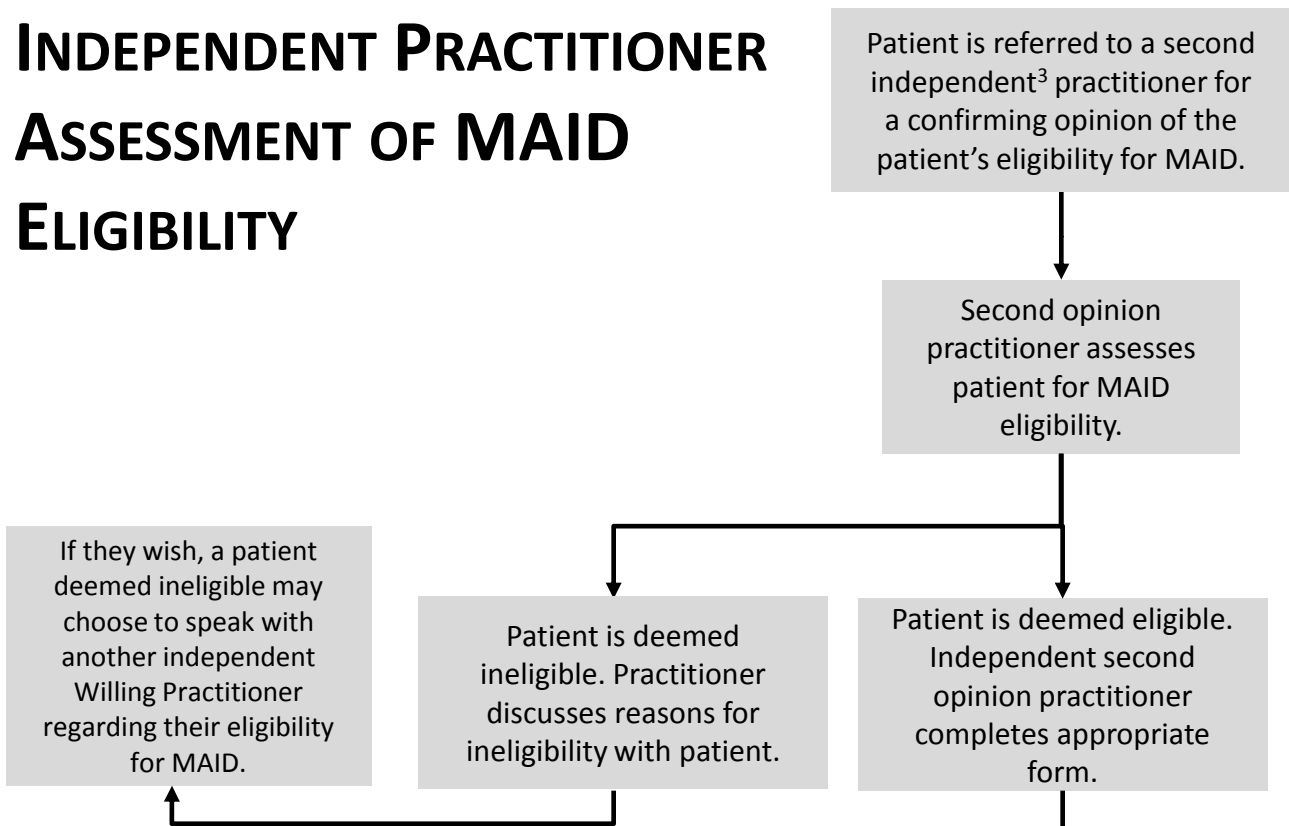 INDEPENDENT PRACTITIONER
ASSESSMENT OF MAID
ELIGIBILITY
Patient is referred to a second
independent³ practitioner for
a confirming opinion of the
patient’s eligibility for MAID.
Second opinion
practitioner assesses
patient for MAID
eligibility.
If they wish, a patient
deemed ineligible may
choose to speak with
another independent
Willing Practitioner
regarding their eligibility
for MAID.
Patient is deemed
ineligible. Practitioner
discusses reasons for
ineligibility with patient.
Patient is deemed eligible.
Independent second
opinion practitioner
completes appropriate
form.